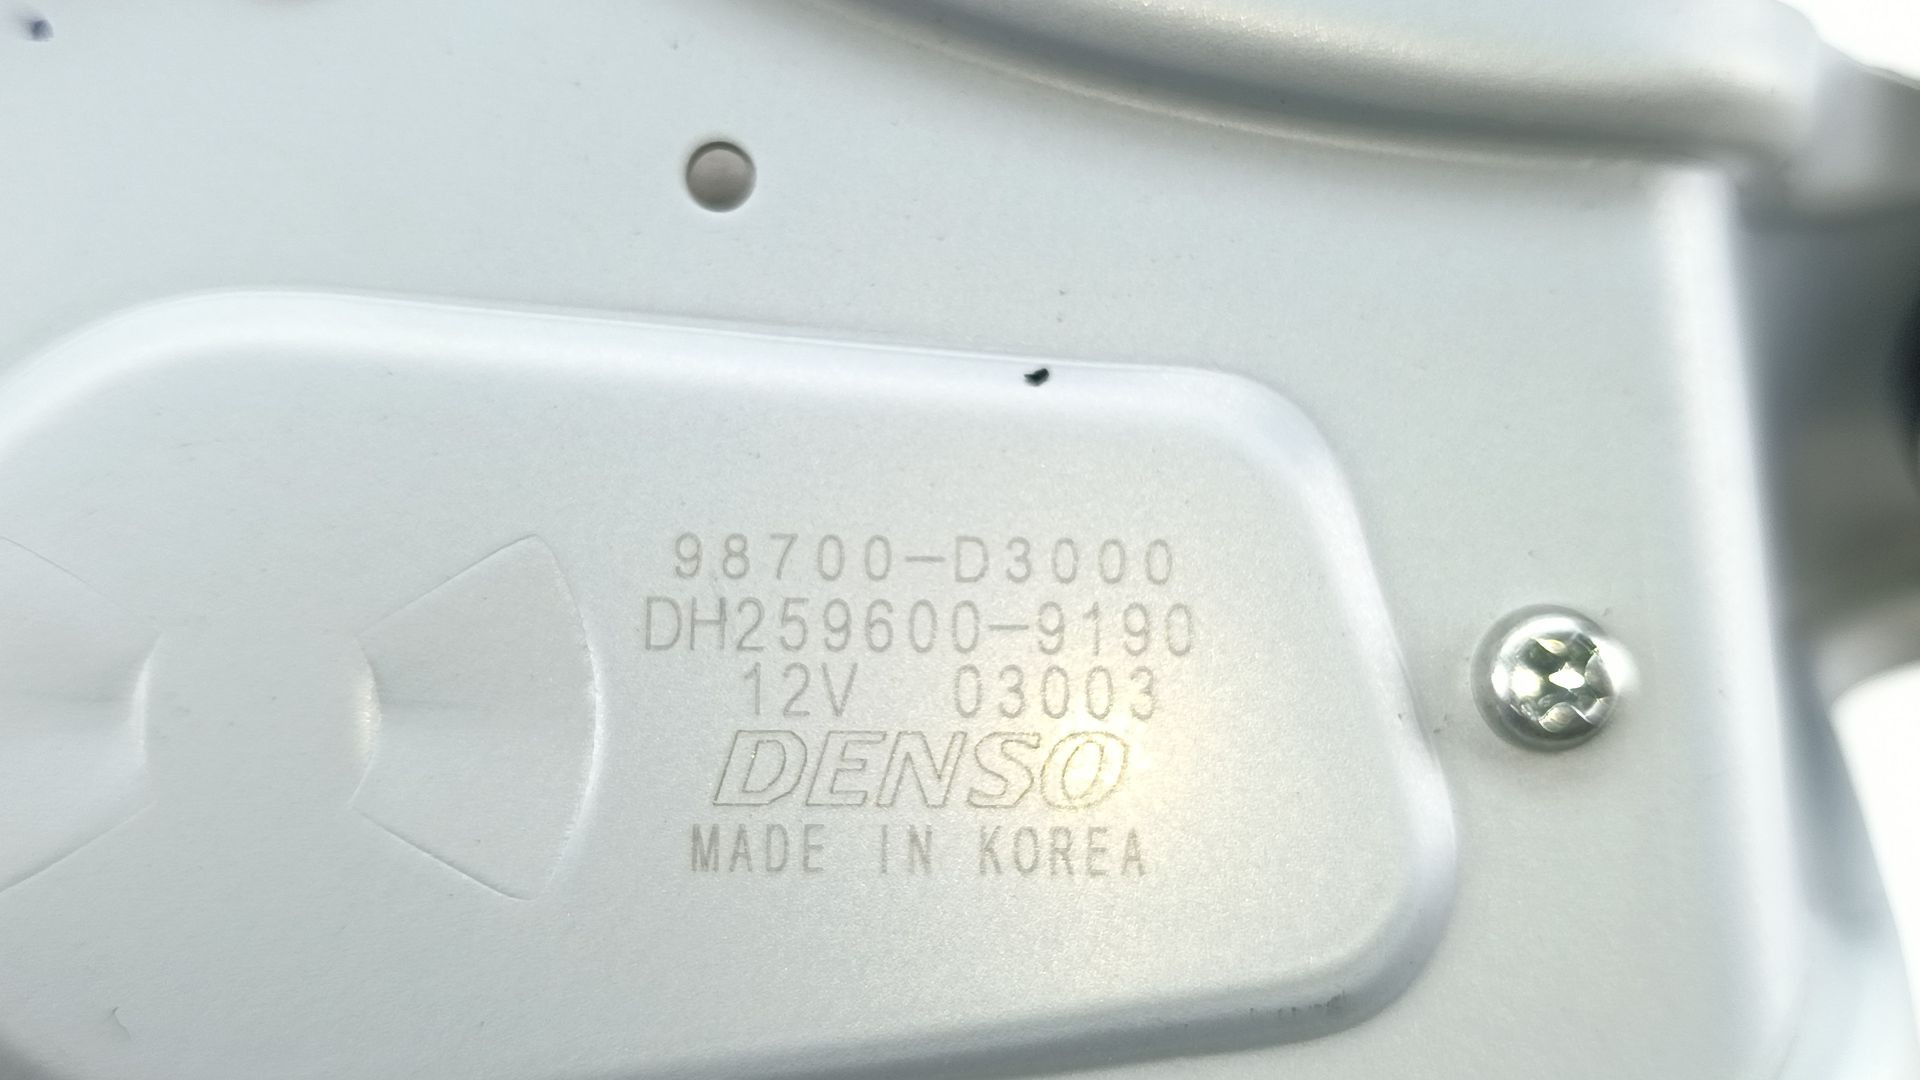 98700-D3000
DH259600-9190
12V 03003
DENSO
MADE IN KOREA